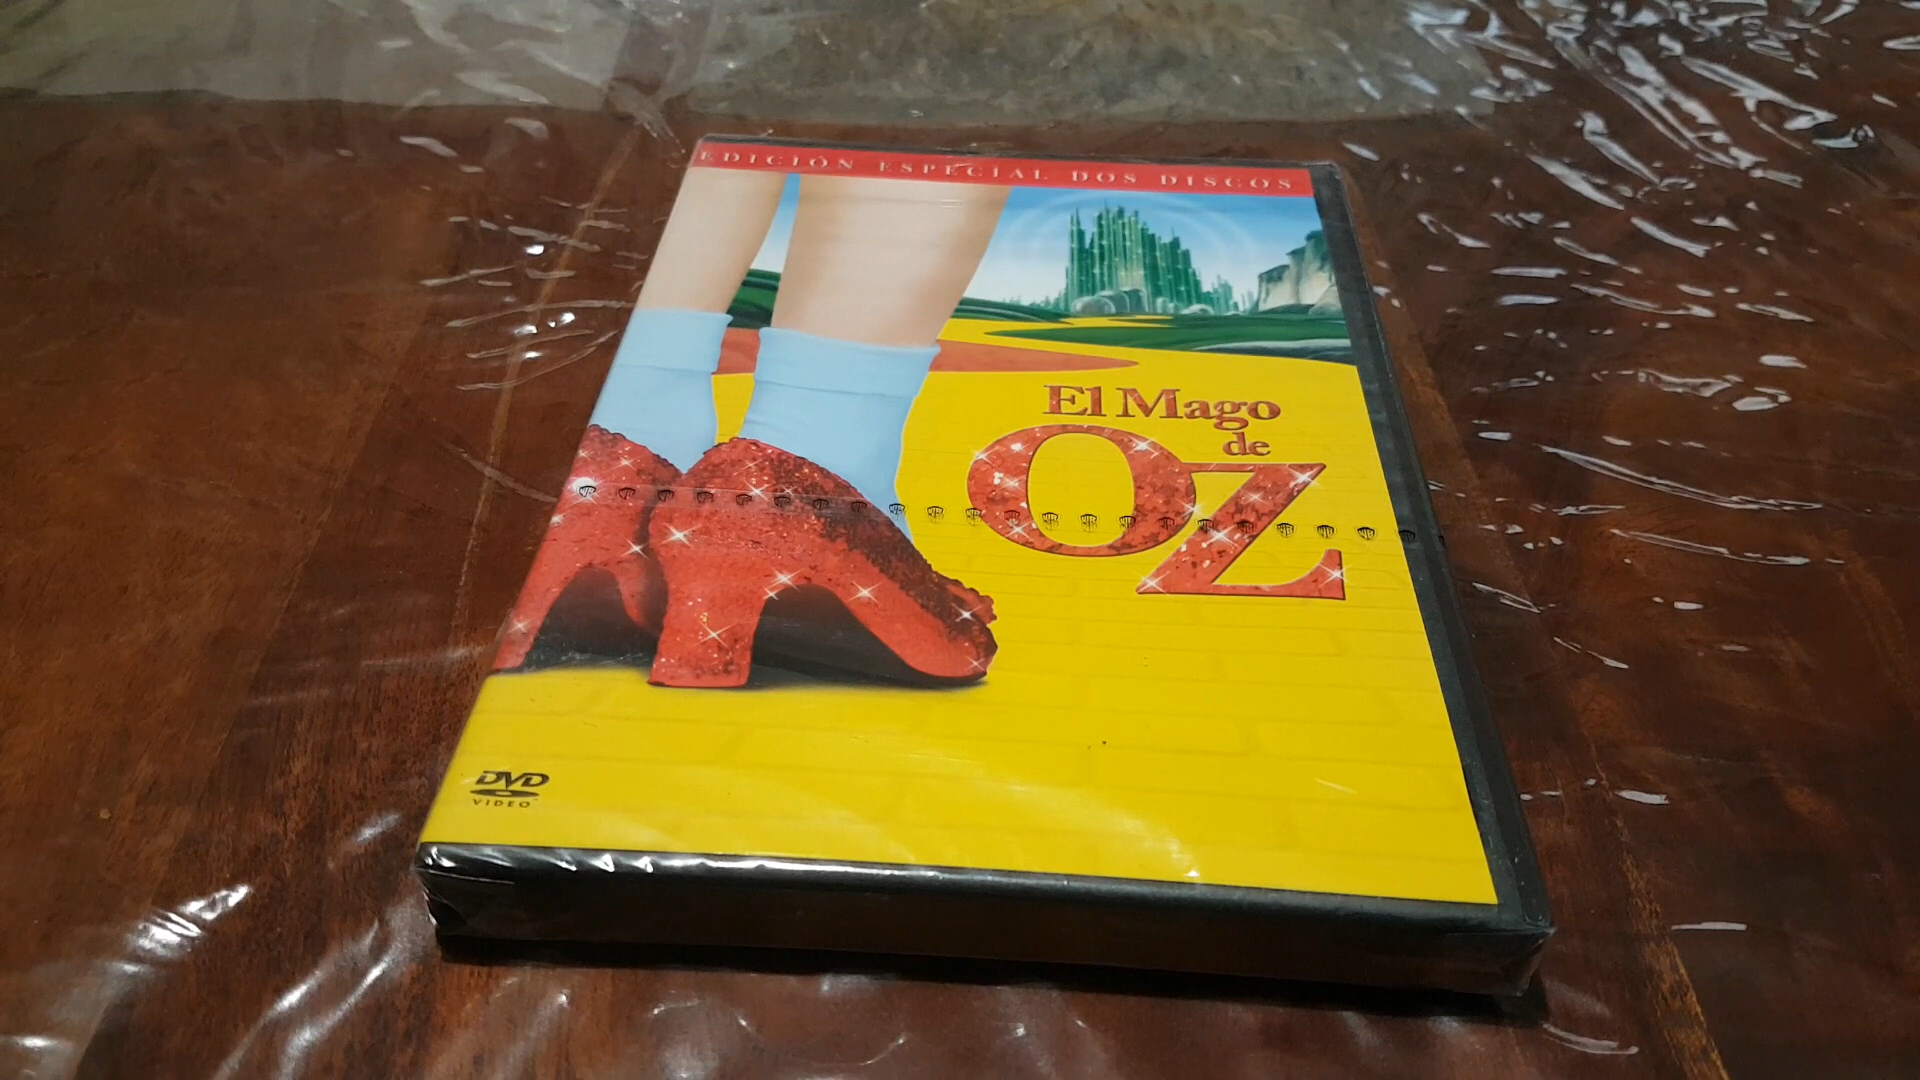 EDICIÓN ESPECIAL DOS DISCOS
El Mago
de
OZ
DVD
VIDEO